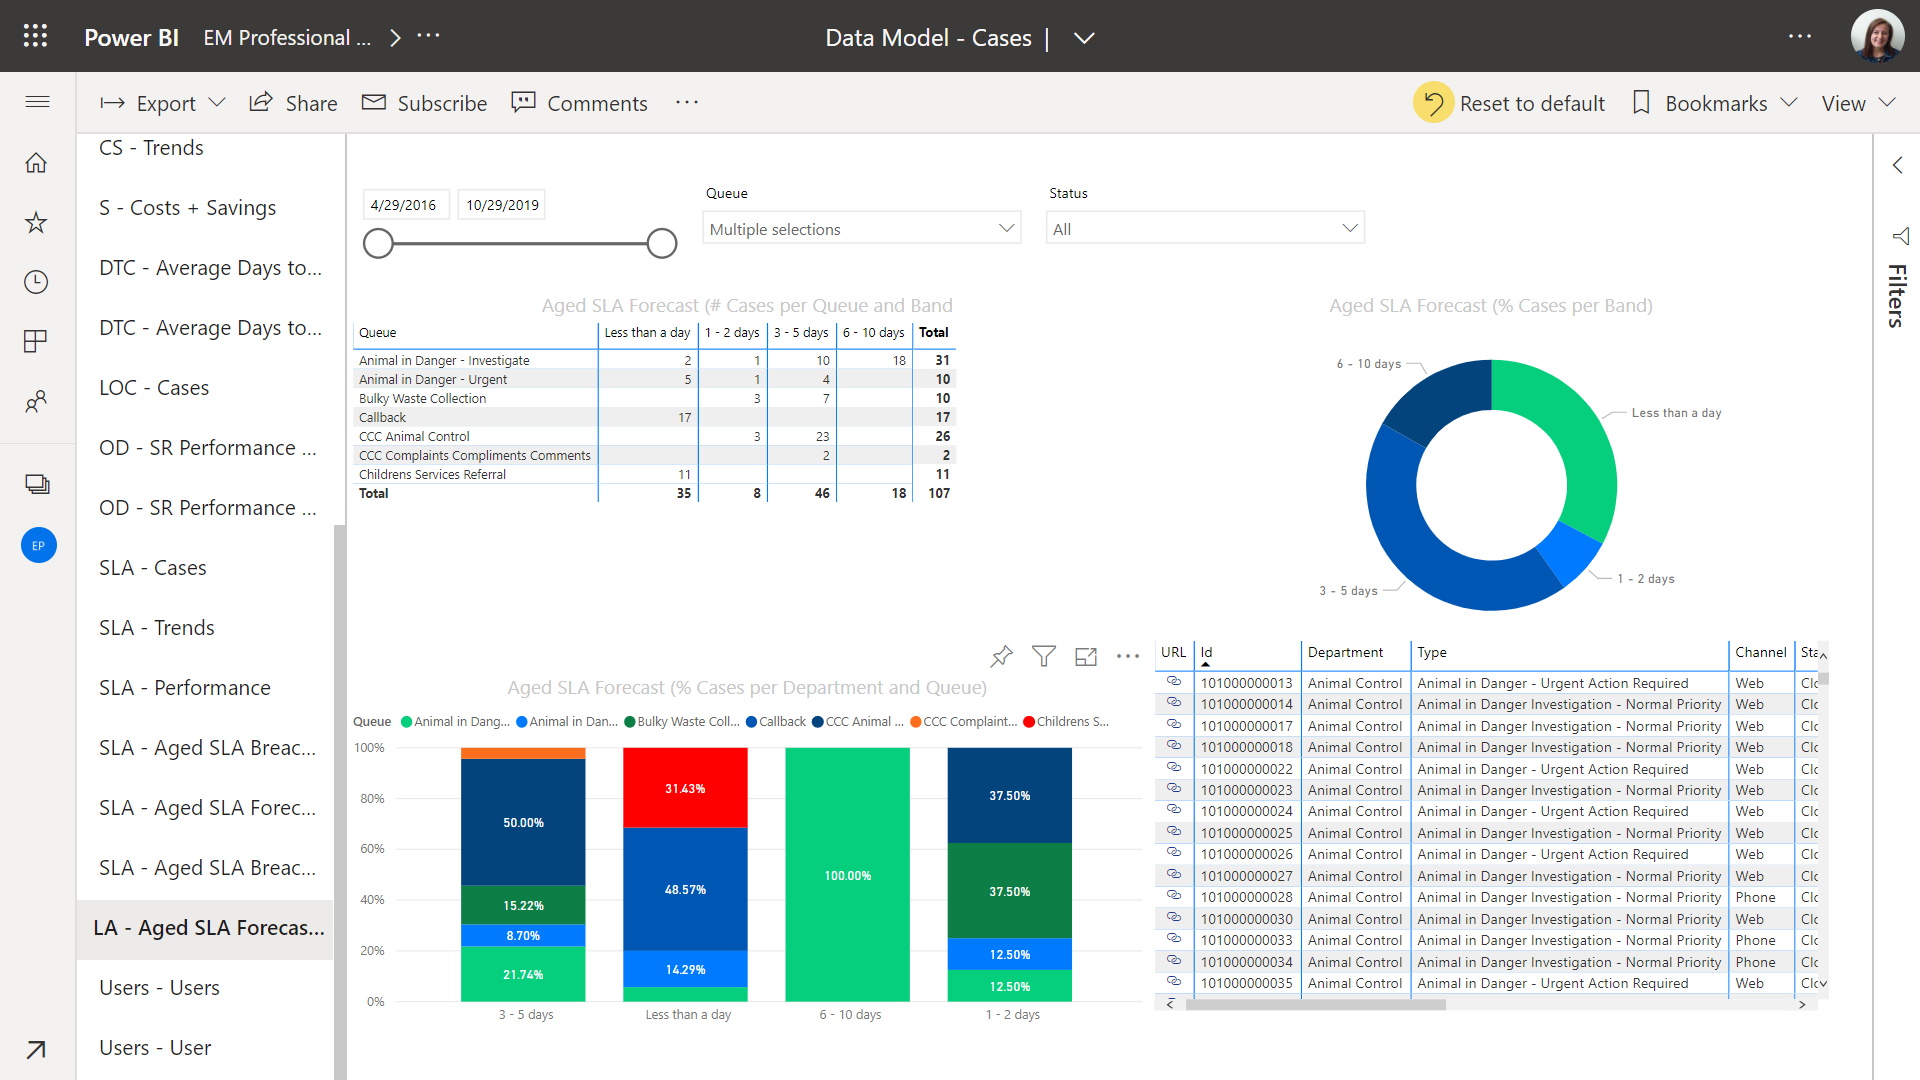 Power BI EM Professional ... Data Model - Cases |
Export Share Subscribe Comments Reset to default Bookmarks View
CS - Trends
S - Costs + Savings
DTC - Average Days to...
DTC - Average Days to...
LOC - Cases
OD - SR Performance ...
OD - SR Performance ...
SLA - Cases
SLA - Trends
SLA - Performance
SLA - Aged SLA Breac...
SLA - Aged SLA Forec...
SLA - Aged SLA Breac...
LA - Aged SLA Forecas...
Users - Users
Users - User
EP
Filters
4/29/2016 10/29/2019
Queue
Multiple selections
Status
All
Aged SLA Forecast (# Cases per Queue and Band
Queue Less than a day 1 - 2 days 3 - 5 days 6 - 10 days Total
Animal in Danger - Investigate 2 1 10 18 31
Animal in Danger - Urgent 5 1 4 10
Bulky Waste Collection 3 7 10
Callback 17 17
CCC Animal Control 3 23 26
CCC Complaints Compliments Comments 2 2
Childrens Services Referral 11 11
Total 35 8 46 18 107
Aged SLA Forecast (% Cases per Band)
6 - 10 days
Less than a day
3 - 5 days
1 - 2 days
Aged SLA Forecast (% Cases per Department and Queue)
Queue Animal in Dang... Animal in Dan... Bulky Waste Coll... Callback CCC Animal ... CCC Complaint... Childrens S...
100%
80%
60%
40%
20%
0%
50.00%
15.22%
8.70%
21.74%
31.43%
48.57%
14.29%
100.00%
37.50%
37.50%
12.50%
12.50%
3 - 5 days Less than a day 6 - 10 days 1 - 2 days
URL Id Department Type Channel Sta
101000000013 Animal Control Animal in Danger - Urgent Action Required Web Clo
101000000014 Animal Control Animal in Danger Investigation - Normal Priority Web Clo
101000000017 Animal Control Animal in Danger Investigation - Normal Priority Web Clo
101000000018 Animal Control Animal in Danger Investigation - Normal Priority Web Clo
101000000022 Animal Control Animal in Danger - Urgent Action Required Web Clo
101000000023 Animal Control Animal in Danger Investigation - Normal Priority Web Clo
101000000024 Animal Control Animal in Danger - Urgent Action Required Web Clo
101000000025 Animal Control Animal in Danger Investigation - Normal Priority Web Clo
101000000026 Animal Control Animal in Danger - Urgent Action Required Web Clo
101000000027 Animal Control Animal in Danger Investigation - Normal Priority Web Clo
101000000028 Animal Control Animal in Danger Investigation - Normal Priority Phone Clo
101000000030 Animal Control Animal in Danger Investigation - Normal Priority Web Clo
101000000033 Animal Control Animal in Danger Investigation - Normal Priority Phone Clo
101000000034 Animal Control Animal in Danger Investigation - Normal Priority Phone Clo
101000000035 Animal Control Animal in Danger - Urgent Action Required Web Clo